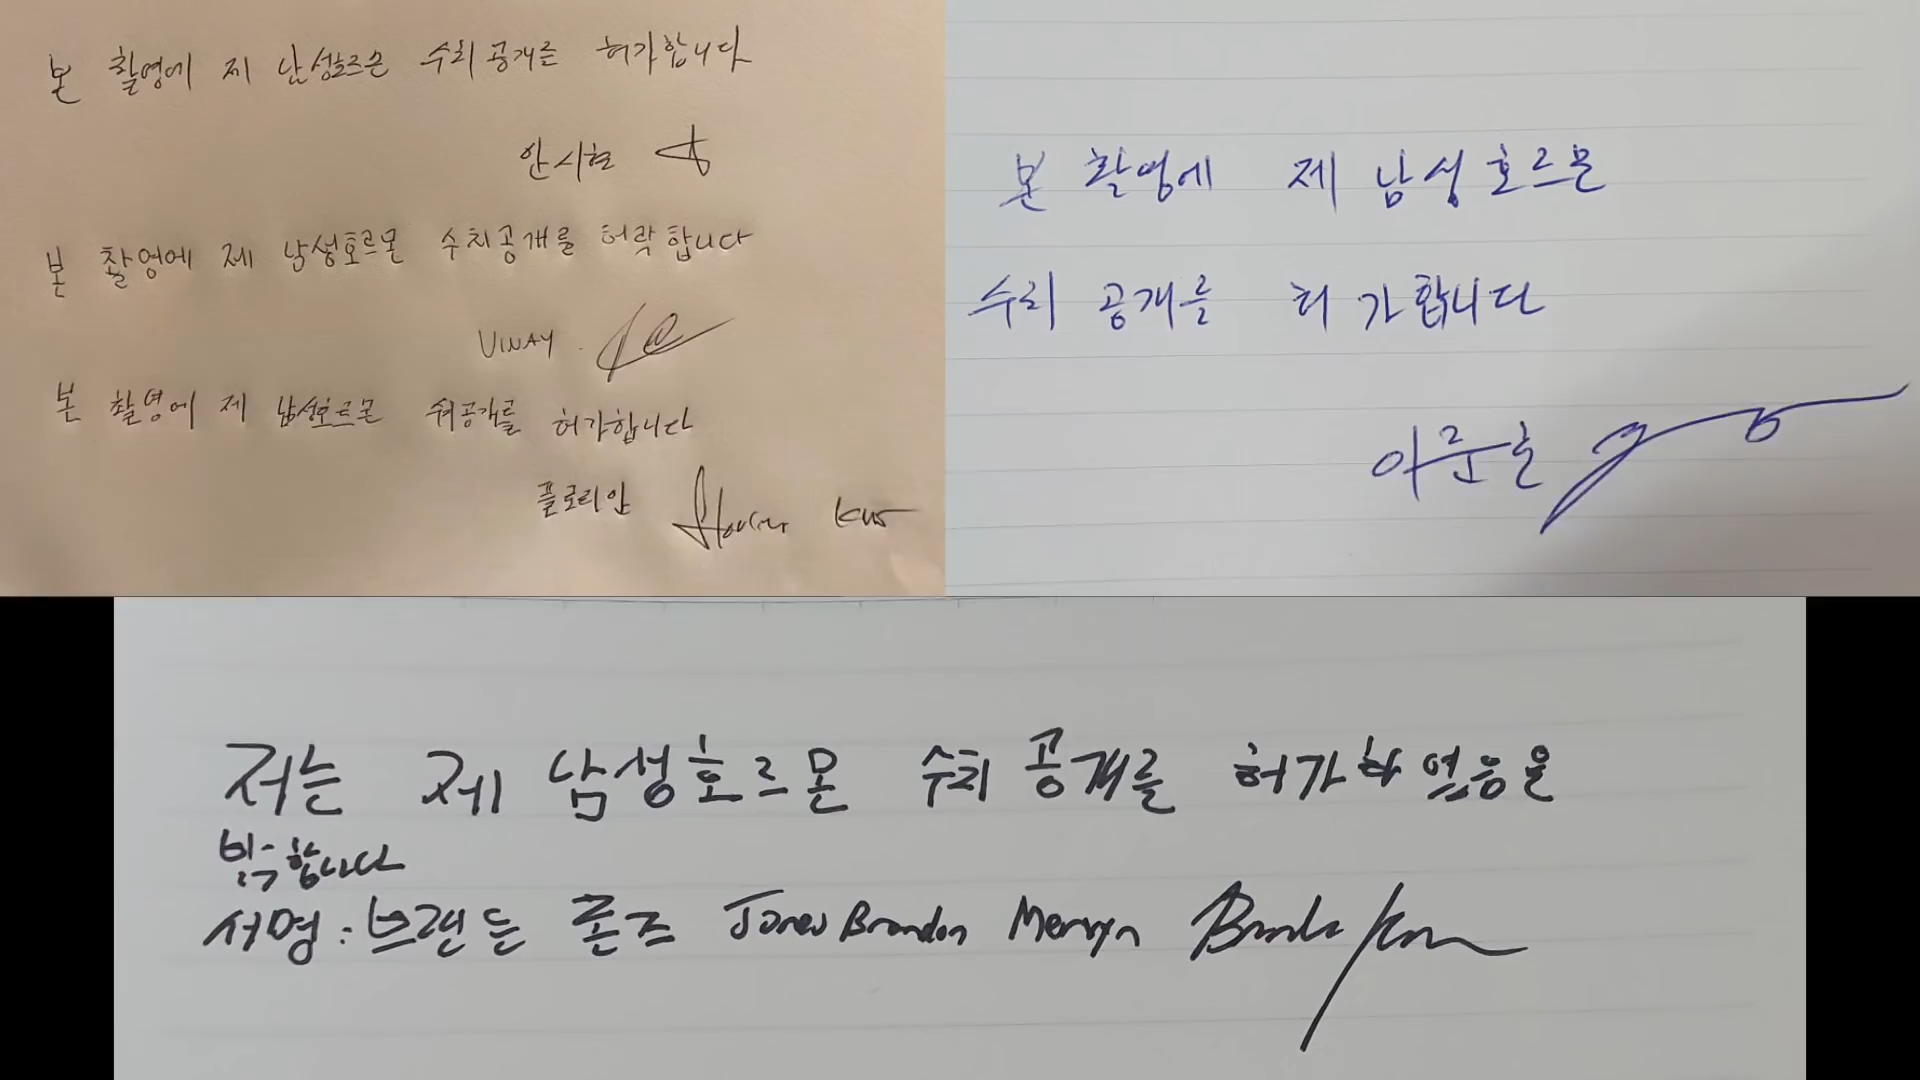 본 촬영에 제 남성호르몬 수치 공개를 허가합니다
안시현
본 촬영에 제 남성호르몬 수치공개를 허락합니다
VINAY
본 촬영에 제 남성호르몬 수치공개를 허가합니다
플로리안
본 촬영에 제 남성호르몬
수치 공개를 허가합니다
이준호
저는 제 남성호르몬 수치 공개를 허가하였음을
합니다
서명 : 브랜든 존즈 Jones Brandon Mervyn